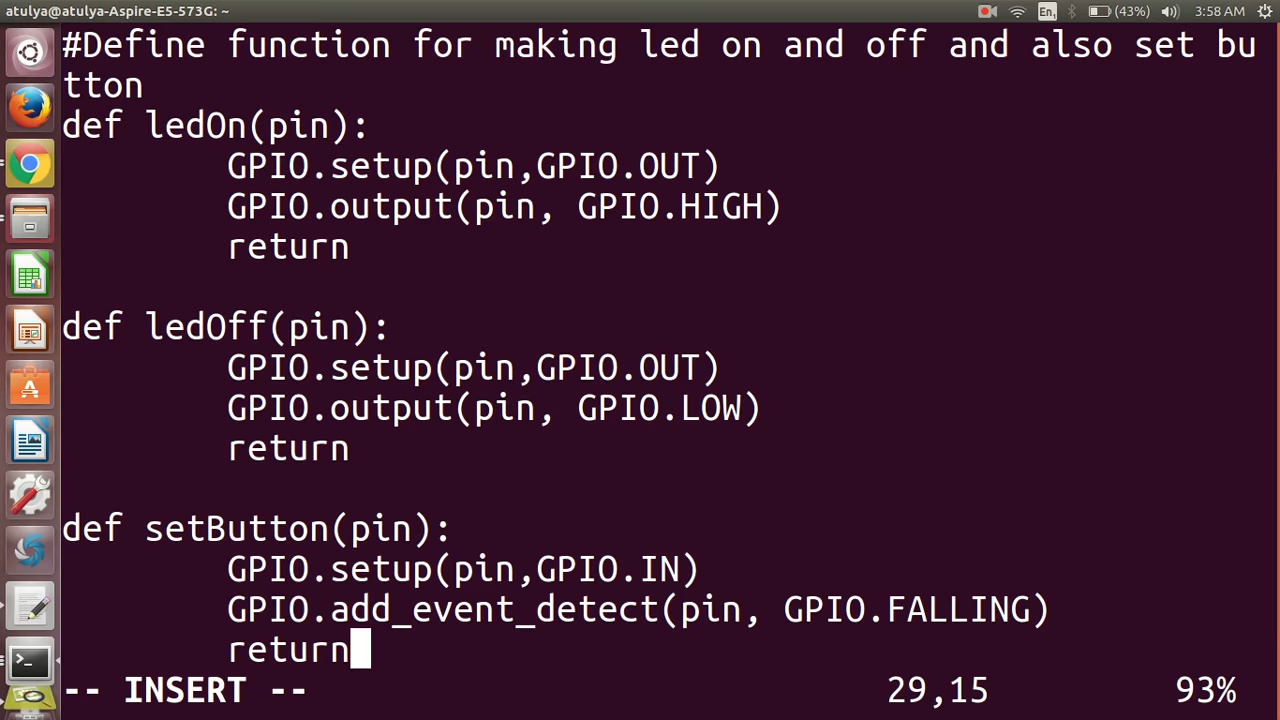 atulya@atulya-Aspire-E5-573G: ~
En1
(43%)
3:58 AM
#Define function for making led on and off and also set bu
tton
def ledOn(pin):
        GPIO.setup(pin,GPIO.OUT)
        GPIO.output(pin, GPIO.HIGH)
        return

def ledOff(pin):
        GPIO.setup(pin,GPIO.OUT)
        GPIO.output(pin, GPIO.LOW)
        return

def setButton(pin):
        GPIO.setup(pin,GPIO.IN)
        GPIO.add_event_detect(pin, GPIO.FALLING)
        return
-- INSERT --                            29,15         93%